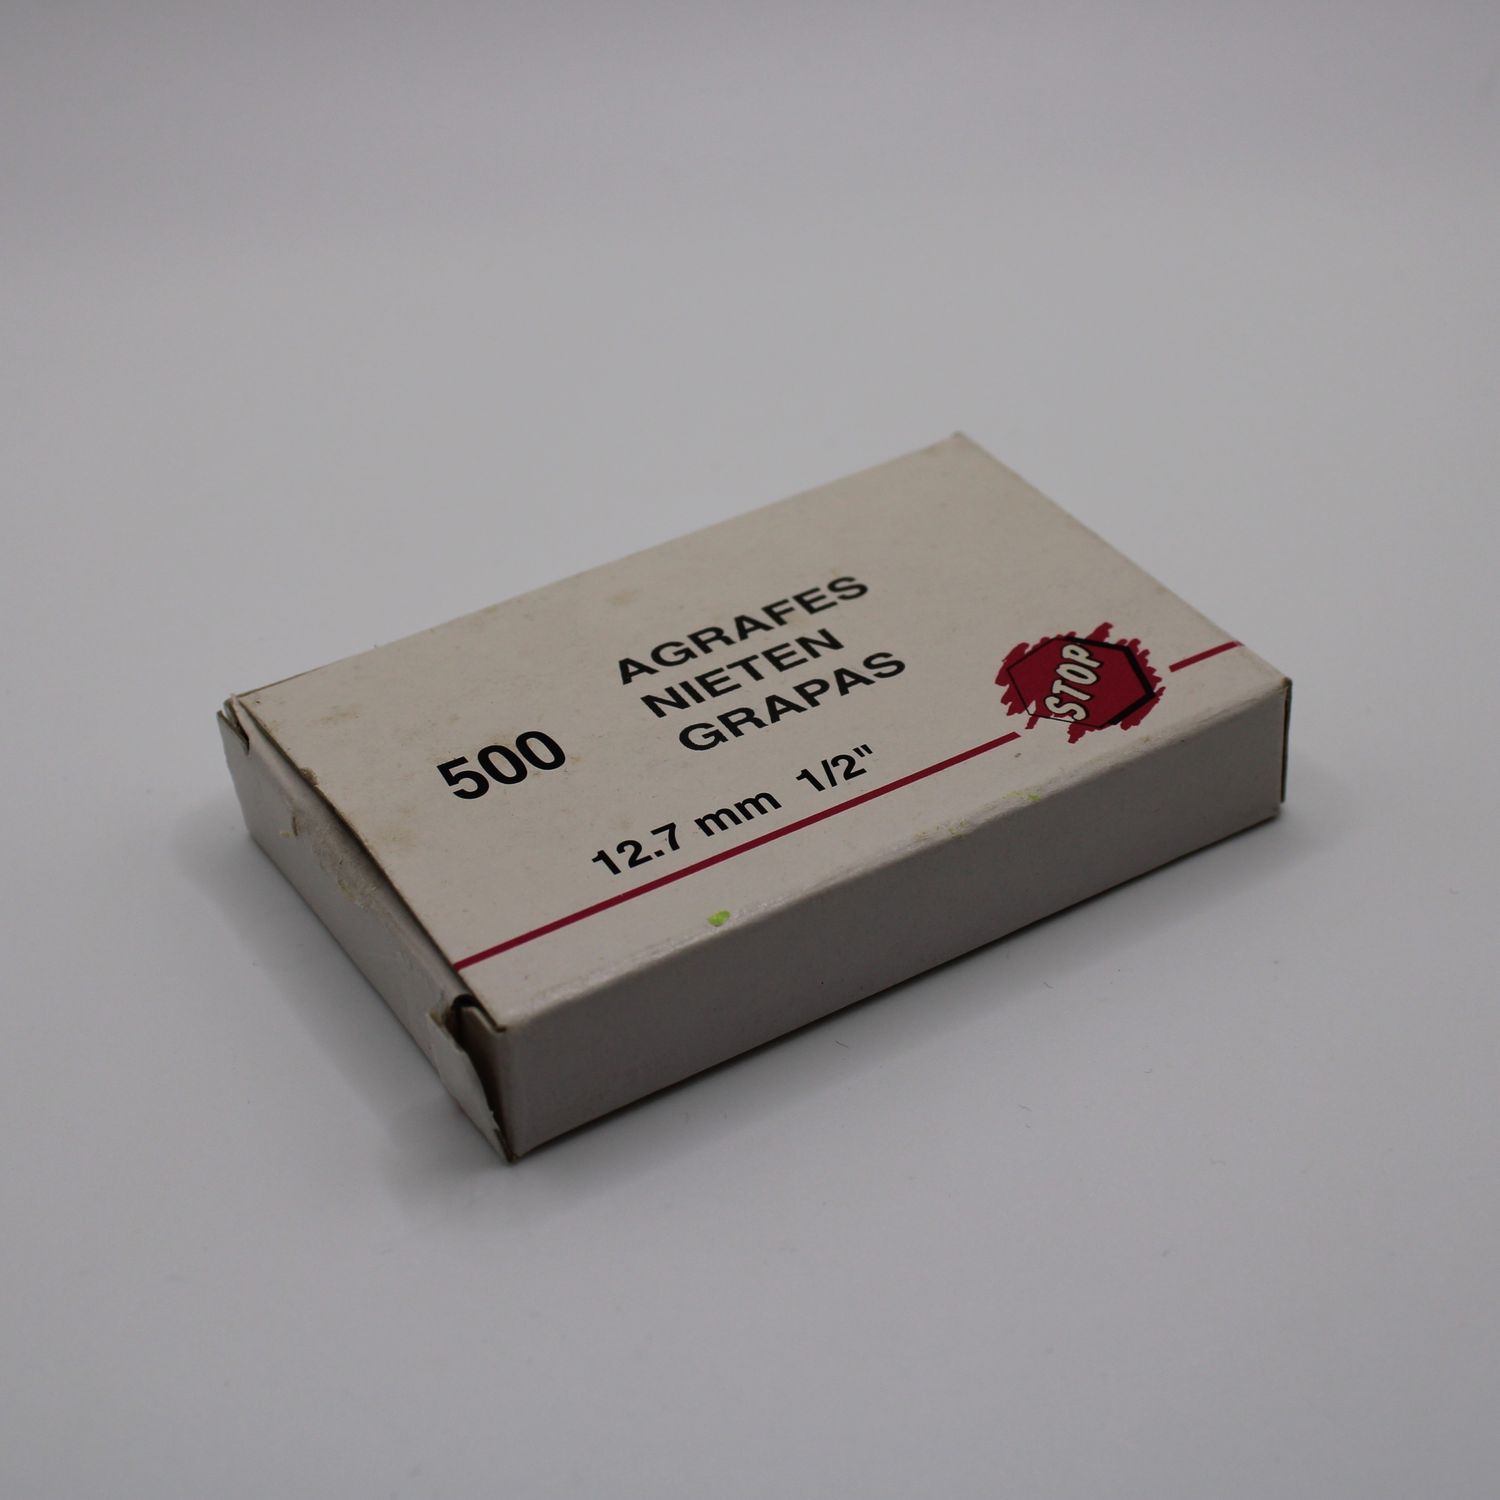 AGRAFES
NIETEN
GRAPAS
500
12.7 mm 1/2"
STOP